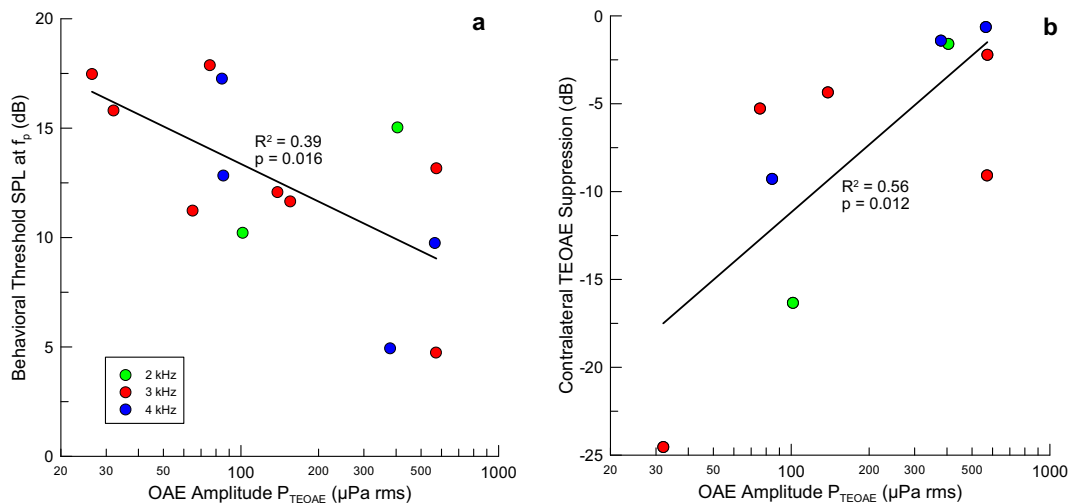 a
Behavioral Threshold SPL at fp (dB)
20
15
10
5
0
R² = 0.39
p = 0.016
2 kHz
3 kHz
4 kHz
20 30 50 100 200 300 500 1000
OAE Amplitude PTEOAE (µPa rms)
b
Contralateral TEOAE Suppression (dB)
0
-5
-10
-15
-20
-25
R² = 0.56
p = 0.012
20 30 50 100 200 300 500 1000
OAE Amplitude PTEOAE (µPa rms)